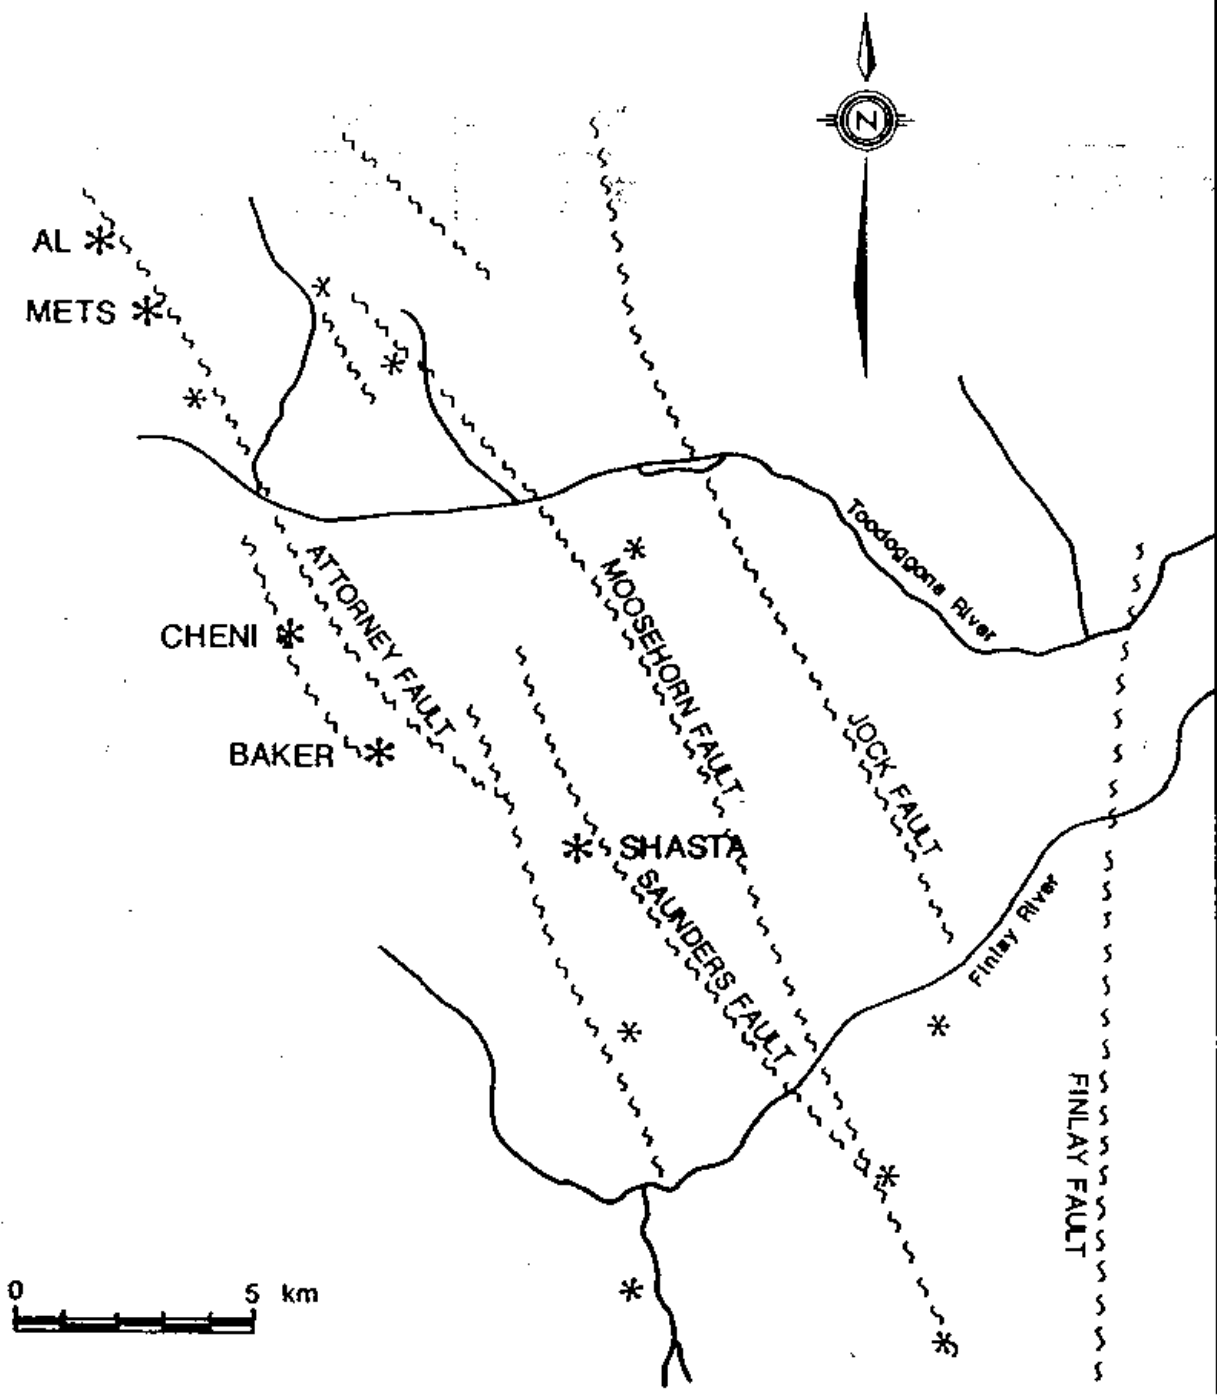 N
AL
METS
Toodoggone River
ATTORNEY FAULT
MOOSEHORN FAULT
CHENI
JOCK FAULT
BAKER
SHASTA
SAUNDERS FAULT
Finlay River
FINLAY FAULT
0 5 km